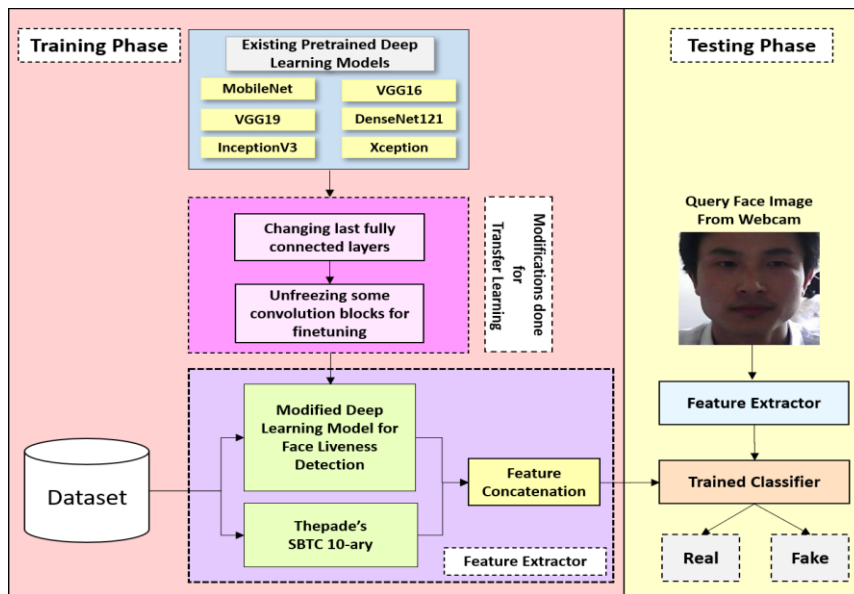 Training Phase
Existing Pretrained Deep
Learning Models
MobileNet
VGG16
VGG19
DenseNet121
InceptionV3
Xception
Changing last fully
connected layers
Unfreezing some
convolution blocks for
finetuning
Modifications done
for
Transfer Learning
Dataset
Modified Deep
Learning Model for
Face Liveness
Detection
Thepade's
SBTC 10-ary
Feature
Concatenation
Feature Extractor
Testing Phase
Query Face Image
From Webcam
Feature Extractor
Trained Classifier
Real
Fake